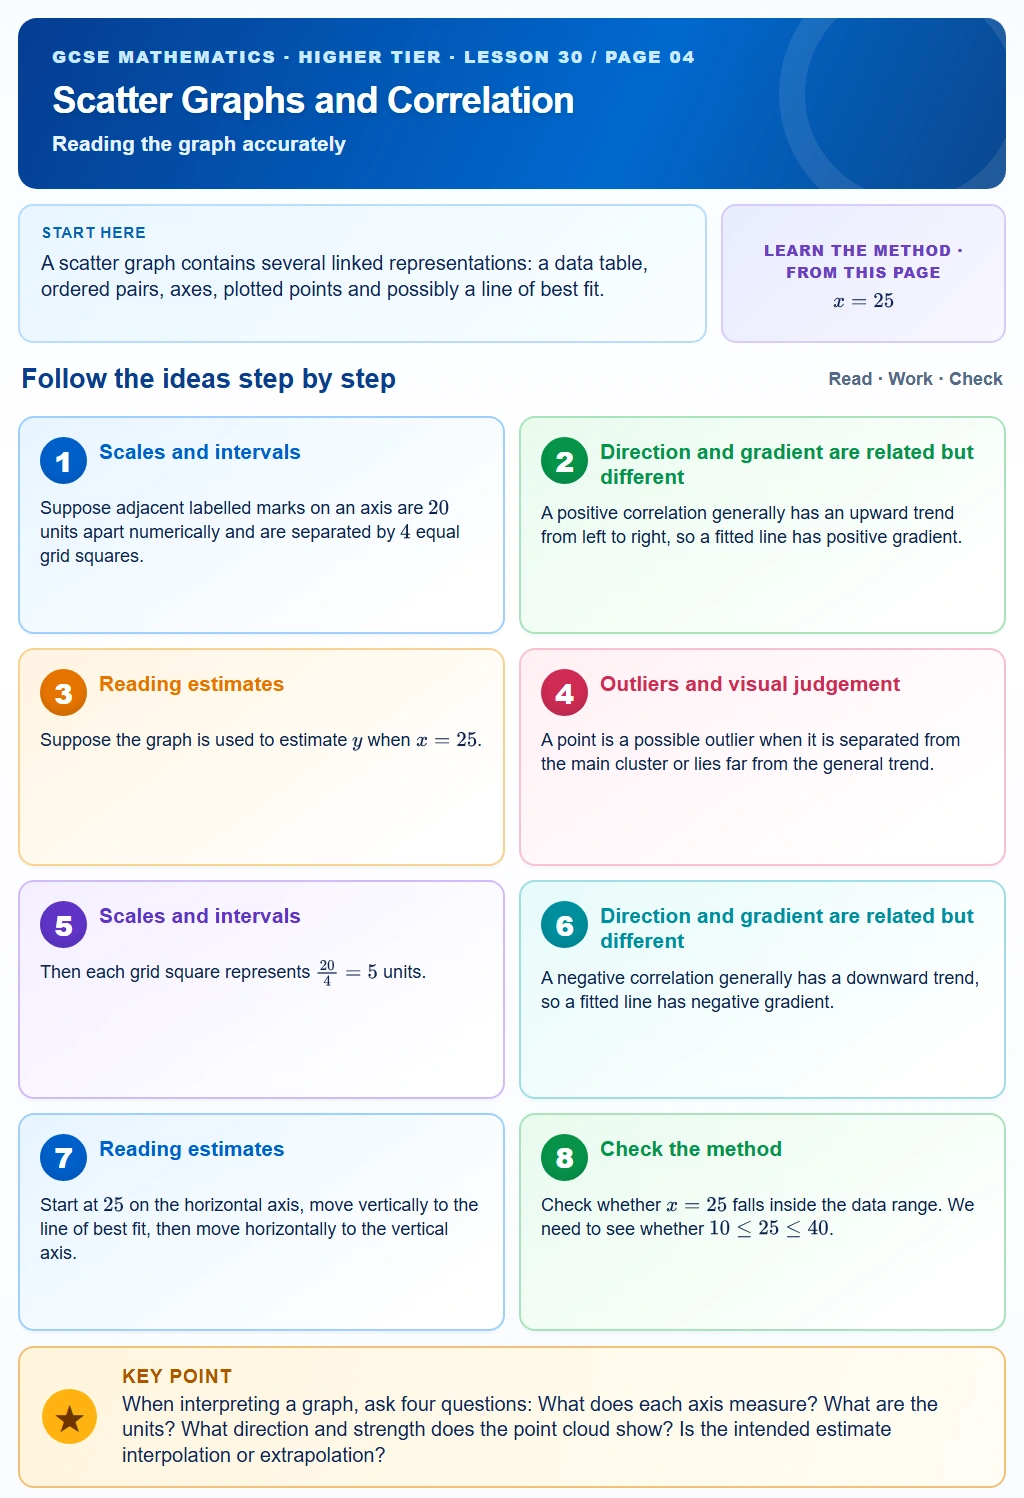 GCSE MATHEMATICS · HIGHER TIER · LESSON 30 / PAGE 04
Scatter Graphs and Correlation
Reading the graph accurately
START HERE
A scatter graph contains several linked representations: a data table,
ordered pairs, axes, plotted points and possibly a line of best fit.
LEARN THE METHOD ·
FROM THIS PAGE
x = 25
Follow the ideas step by step
Read · Work · Check
1
Scales and intervals
Suppose adjacent labelled marks on an axis are 20
units apart numerically and are separated by 4 equal
grid squares.
2
Direction and gradient are related but
different
A positive correlation generally has an upward trend
from left to right, so a fitted line has positive gradient.
3
Reading estimates
Suppose the graph is used to estimate y when x = 25.
4
Outliers and visual judgement
A point is a possible outlier when it is separated from
the main cluster or lies far from the general trend.
5
Scales and intervals
Then each grid square represents 20/4 = 5 units.
6
Direction and gradient are related but
different
A negative correlation generally has a downward trend,
so a fitted line has negative gradient.
7
Reading estimates
Start at 25 on the horizontal axis, move vertically to the
line of best fit, then move horizontally to the vertical
axis.
8
Check the method
Check whether x = 25 falls inside the data range. We
need to see whether 10 ≤ 25 ≤ 40.
KEY POINT
When interpreting a graph, ask four questions: What does each axis measure? What are the
units? What direction and strength does the point cloud show? Is the intended estimate
interpolation or extrapolation?